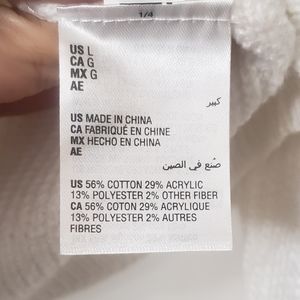 1/4
US L
CA G
MX G
AE
كبير
US MADE IN CHINA
CA FABRIQUÉ EN CHINE
MX HECHO EN CHINA
AE
صُنع في الصين
US 56% COTTON 29% ACRYLIC
13% POLYESTER 2% OTHER FIBER
CA 56% COTON 29% ACRYLIQUE
13% POLYESTER 2% AUTRES
FIBRES